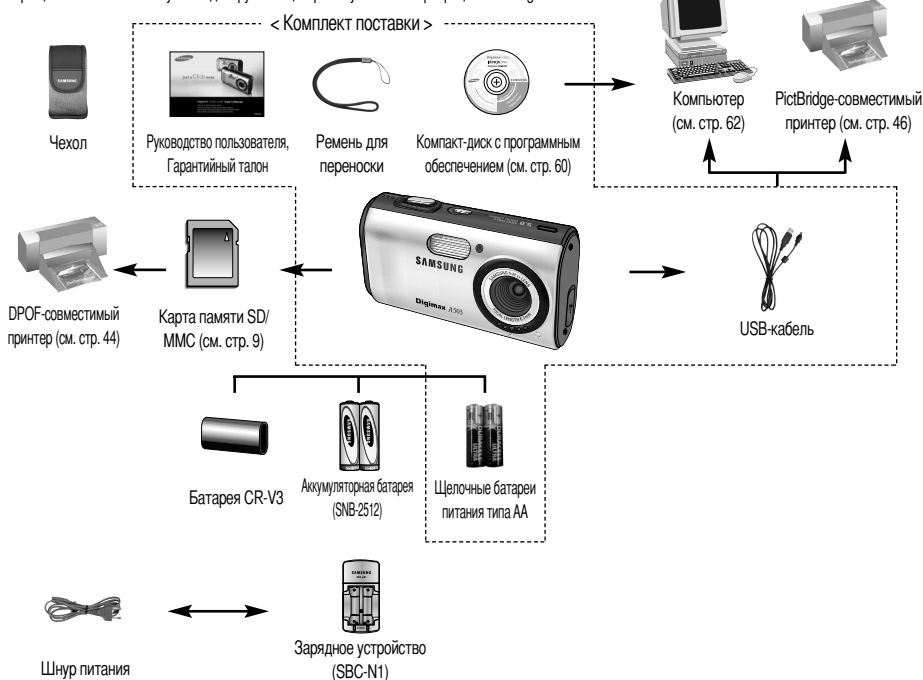 < Комплект поставки >
SAMSUNG
Чехол
Руководство пользователя,
Гарантийный талон
Ремень для
переноски
Компакт-диск с программным
обеспечением (см. стр. 60)
Компьютер
(см. стр. 62)
PictBridge-совместимый
принтер (см. стр. 46)
DPOF-совместимый
принтер (см. стр. 44)
Карта памяти SD/
MMC (см. стр. 9)
SAMSUNG
Digimax A503
USB-кабель
Батарея CR-V3
Аккумуляторная батарея
(SNB-2512)
Щелочные батареи
питания типа AA
SAMSUNG
Шнур питания
Зарядное устройство
(SBC-N1)